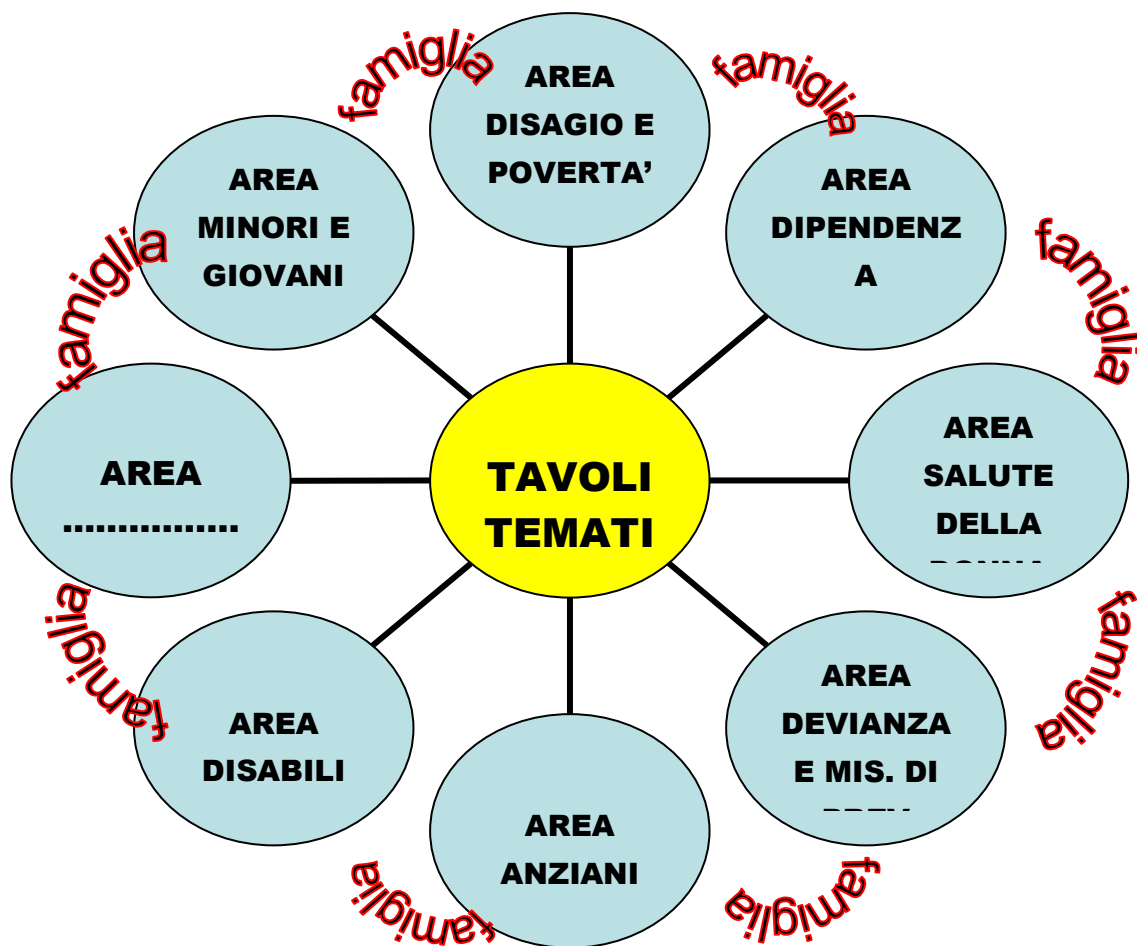 famiglia
AREA
DISAGIO E
POVERTA’
famiglia
AREA
MINORI E
GIOVANI
AREA
DIPENDENZ
A
famiglia
famiglia
AREA
................
TAVOLI
TEMATI
AREA
SALUTE
DELLA
famiglia
famiglia
AREA
DISABILI
AREA
DEVIANZA
E MIS. DI
AREA
ANZIANI
famiglia
famiglia